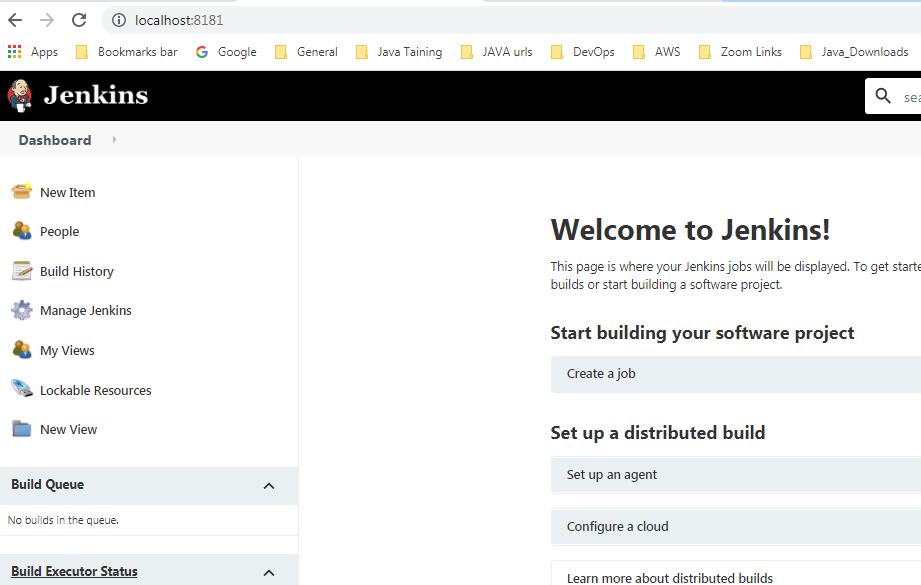 localhost:8181
Apps Bookmarks bar Google General Java Taining JAVA urls DevOps AWS Zoom Links Java_Downloads
Jenkins
Dashboard
New Item
People
Build History
Manage Jenkins
My Views
Lockable Resources
New View
Build Queue
No builds in the queue.
Build Executor Status
Welcome to Jenkins!
This page is where your Jenkins jobs will be displayed. To get
builds or start building a software project.
Start building your software project
Create a job
Set up a distributed build
Set up an agent
Configure a cloud
Learn more about distributed builds